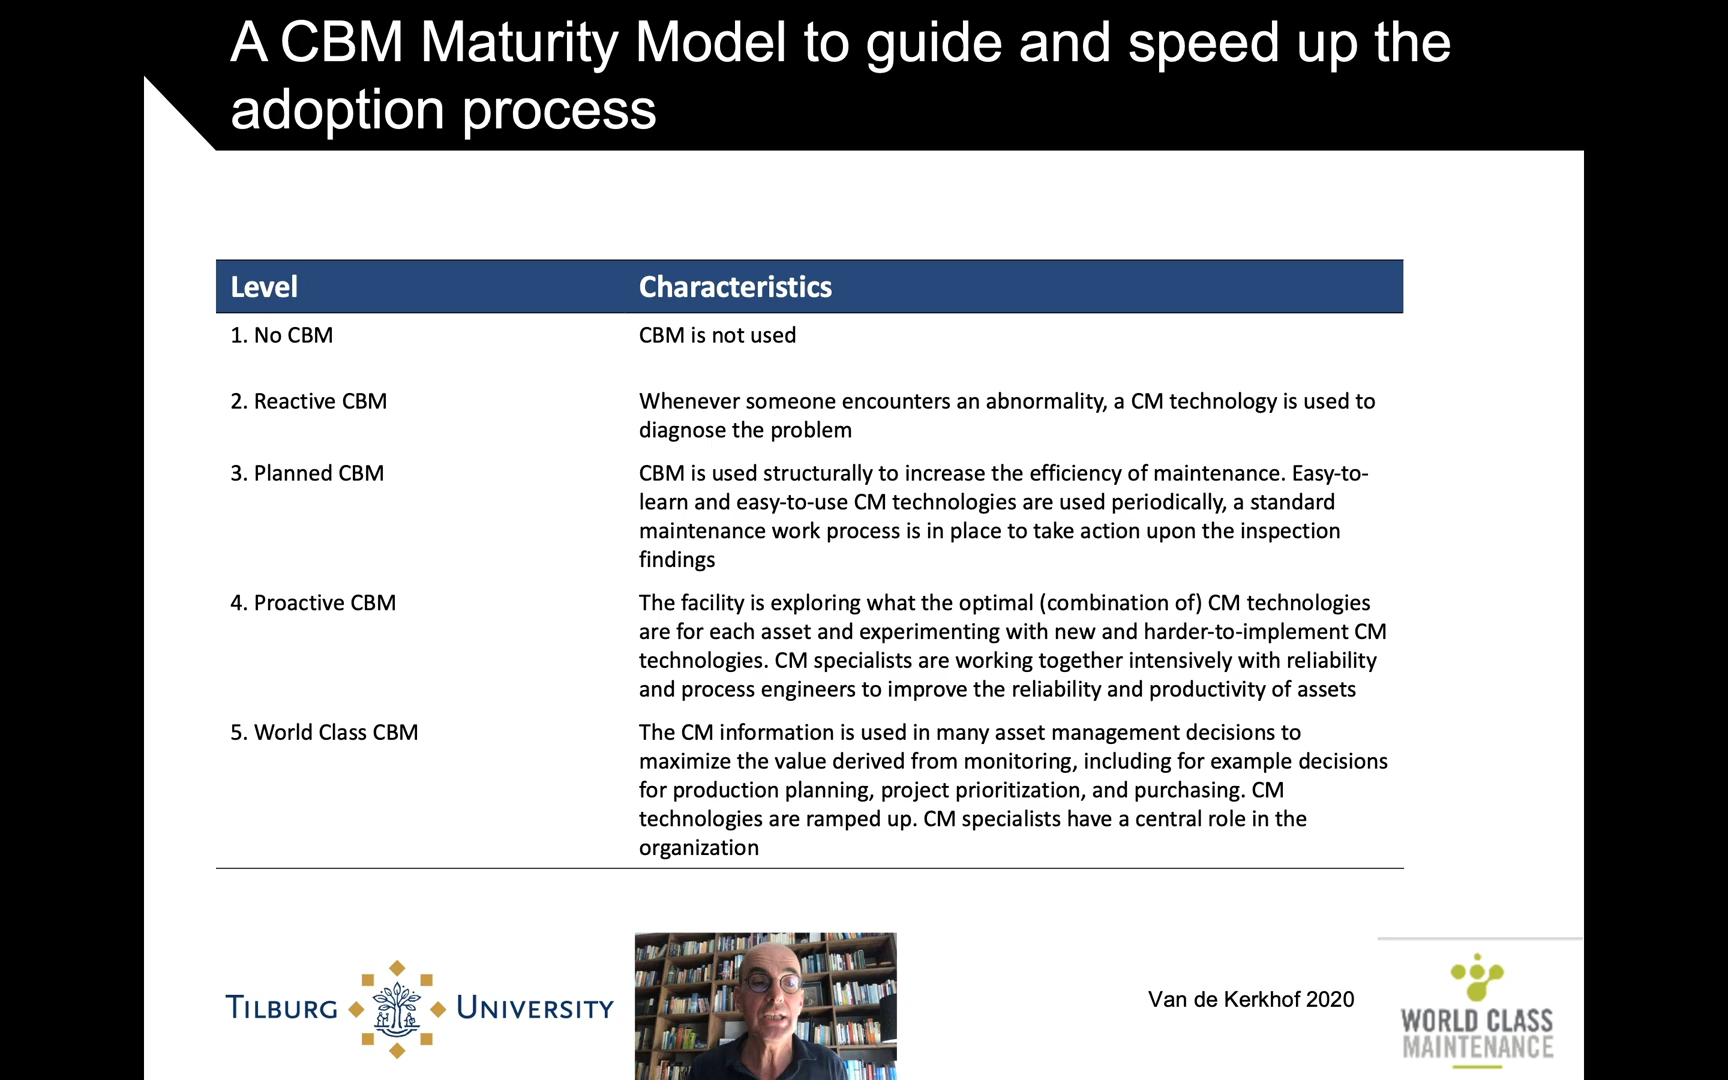 A CBM Maturity Model to guide and speed up the
adoption process
Level Characteristics
1. No CBM CBM is not used
2. Reactive CBM Whenever someone encounters an abnormality, a CM technology is used to
diagnose the problem
3. Planned CBM CBM is used structurally to increase the efficiency of maintenance. Easy-to-
learn and easy-to-use CM technologies are used periodically, a standard
maintenance work process is in place to take action upon the inspection
findings
4. Proactive CBM The facility is exploring what the optimal (combination of) CM technologies
are for each asset and experimenting with new and harder-to-implement CM
technologies. CM specialists are working together intensively with reliability
and process engineers to improve the reliability and productivity of assets
5. World Class CBM The CM information is used in many asset management decisions to
maximize the value derived from monitoring, including for example decisions
for production planning, project prioritization, and purchasing. CM
technologies are ramped up. CM specialists have a central role in the
organization
TILBURG UNIVERSITY
Van de Kerkhof 2020
WORLD CLASS
MAINTENANCE